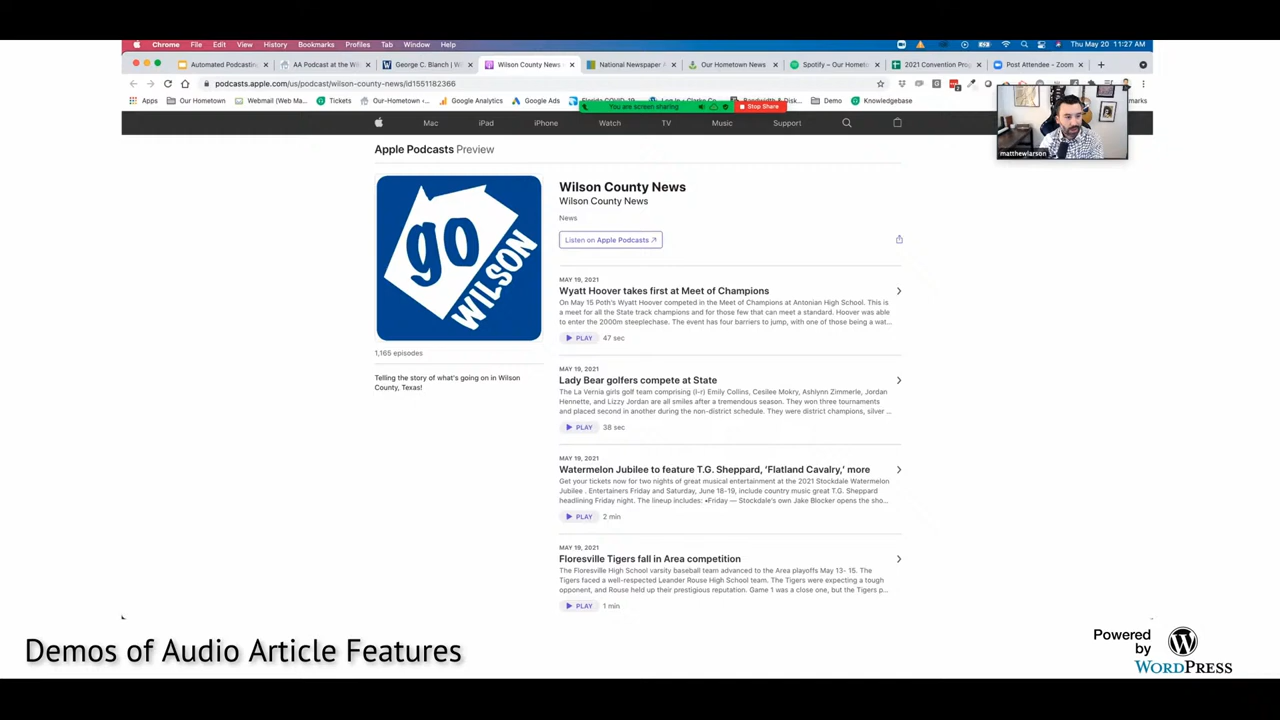 Chrome File Edit View History Bookmarks Profiles Tab Window Help Thu May 20 11:27 AM
Automated Podcasting AA Podcast at the Wil George C. Blanch | Wil Wilson County News National Newspaper A Our Hometown News Spotify – Our Hometo 2021 Convention Prog Post Attendee - Zoom
podcasts.apple.com/us/podcast/wilson-county-news/id1551182366
Apps Our Hometown Webmail (Web Ma... Tickets Our-Hometown - W Google Analytics Google Ads Demo Knowledgebase
You are screen sharing Stop Share
Mac iPad iPhone Watch TV Music Support
matthewlarson
Apple Podcasts Preview
go
WILSON
1,165 episodes
Telling the story of what's going on in Wilson
County, Texas!
Wilson County News
Wilson County News
News
Listen on Apple Podcasts ↗
MAY 19, 2021
Wyatt Hoover takes first at Meet of Champions
On May 15 Poth's Wyatt Hoover competed in the Meet of Champions at Antonian High School. This is
a meet for all the State track champions and for those few that can meet a standard. Hoover was able
to enter the 2000m steeplechase. The event has four barriers to jump, with one of those being a wat...
PLAY 47 sec
MAY 19, 2021
Lady Bear golfers compete at State
The La Vernia girls golf team comprising (l-r) Emily Collins, Cesilee Mokry, Ashlynn Zimmerle, Jordan
Hennette, and Lizzy Jordan are all smiles after a tremendous season. They won three tournaments
and placed second in another during the non-district schedule. They were district champions, silver ...
PLAY 38 sec
MAY 19, 2021
Watermelon Jubilee to feature T.G. Sheppard, ‘Flatland Cavalry,’ more
Get your tickets now for two nights of great musical entertainment at the 2021 Stockdale Watermelon
Jubilee . Entertainers Friday and Saturday, June 18-19, include country music great T.G. Sheppard
headlining Friday night. The lineup includes: •Friday — Stockdale's own Jake Blocker opens the sho...
PLAY 2 min
MAY 19, 2021
Floresville Tigers fall in Area competition
The Floresville High School varsity baseball team advanced to the Area playoffs May 13- 15. The
Tigers faced a well-respected Leander Rouse High School team. The Tigers were expecting a tough
opponent, and Rouse held up their prestigious reputation. Game 1 was a close one, but the Tigers p...
PLAY 1 min
Demos of Audio Article Features
Powered
by
WORDPRESS